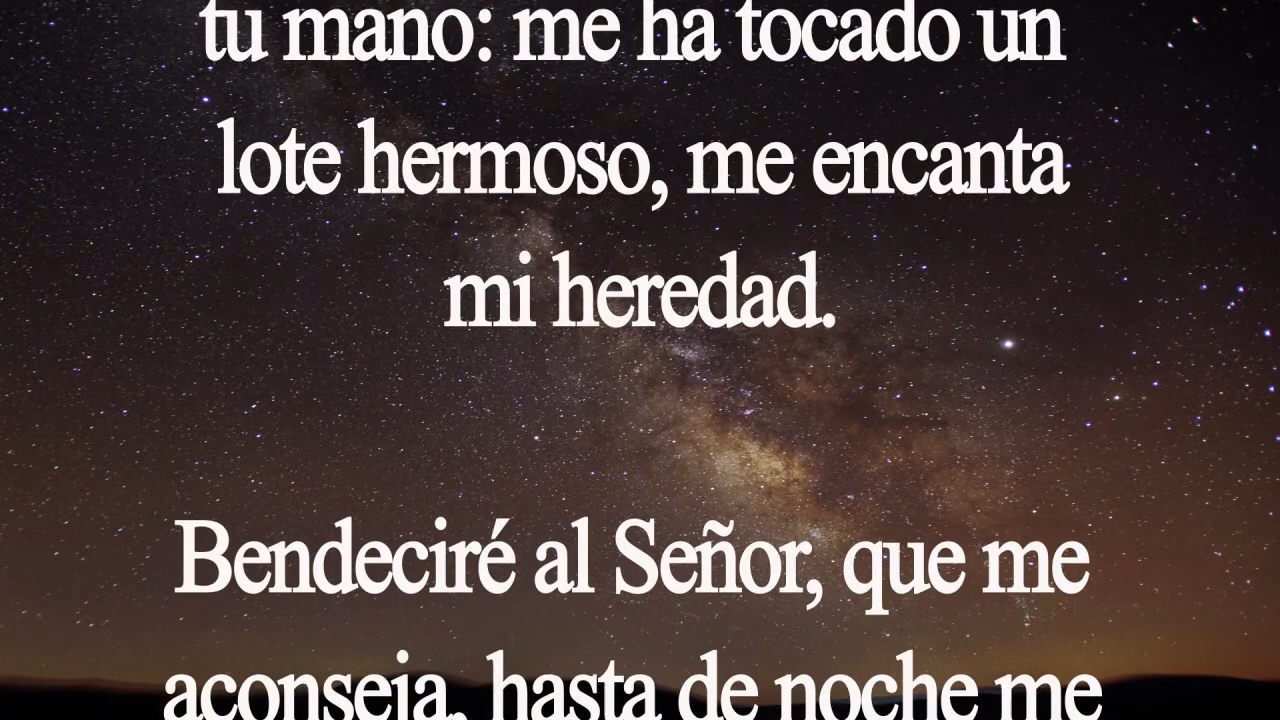 tu mano: me ha tocado un
lote hermoso, me encanta
mi heredad.
Bendeciré al Señor, que me
aconseja, hasta de noche me